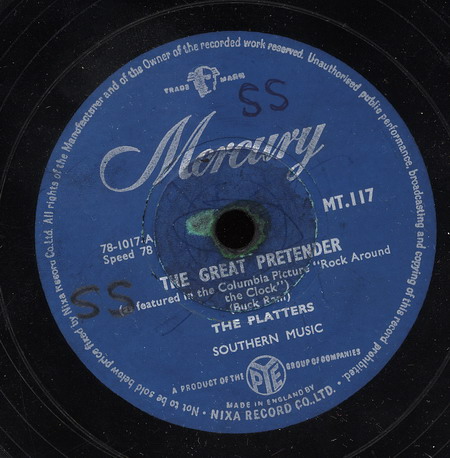 Not to be sold below price fixed by Nixa Record Co.Ltd. All rights of the Manufacturer and of the Owner of the recorded work reserved. Unauthorised public performance, broadcasting and copying of this record prohibited.
TRADE MARK
SS
Mercury
MT.117
78-1017.A
Speed 78
THE GREAT PRETENDER
(as featured in the Columbia Picture "Rock Around
the Clock")
(Buck Ram)
SS
THE PLATTERS
SOUTHERN MUSIC
A PRODUCT OF THE PYE GROUP OF COMPANIES
MADE IN ENGLAND BY
· NIXA RECORD CO., LTD. ·